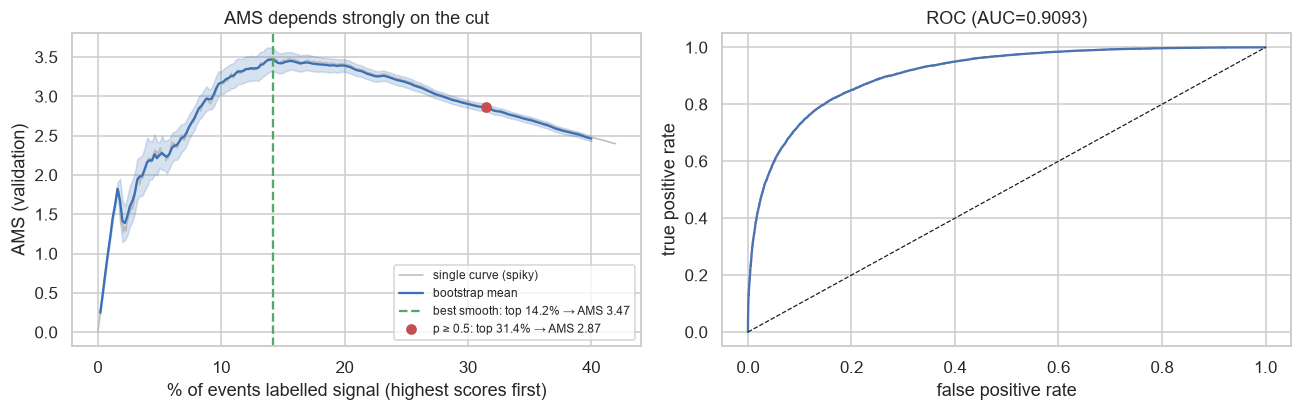 AMS depends strongly on the cut
AMS (validation)
3.5
3.0
2.5
2.0
1.5
1.0
0.5
0.0
single curve (spiky)
bootstrap mean
best smooth: top 14.2% → AMS 3.47
p ≥ 0.5: top 31.4% → AMS 2.87
0 10 20 30 40
% of events labelled signal (highest scores first)
ROC (AUC=0.9093)
true positive rate
1.0
0.8
0.6
0.4
0.2
0.0
0.0 0.2 0.4 0.6 0.8 1.0
false positive rate